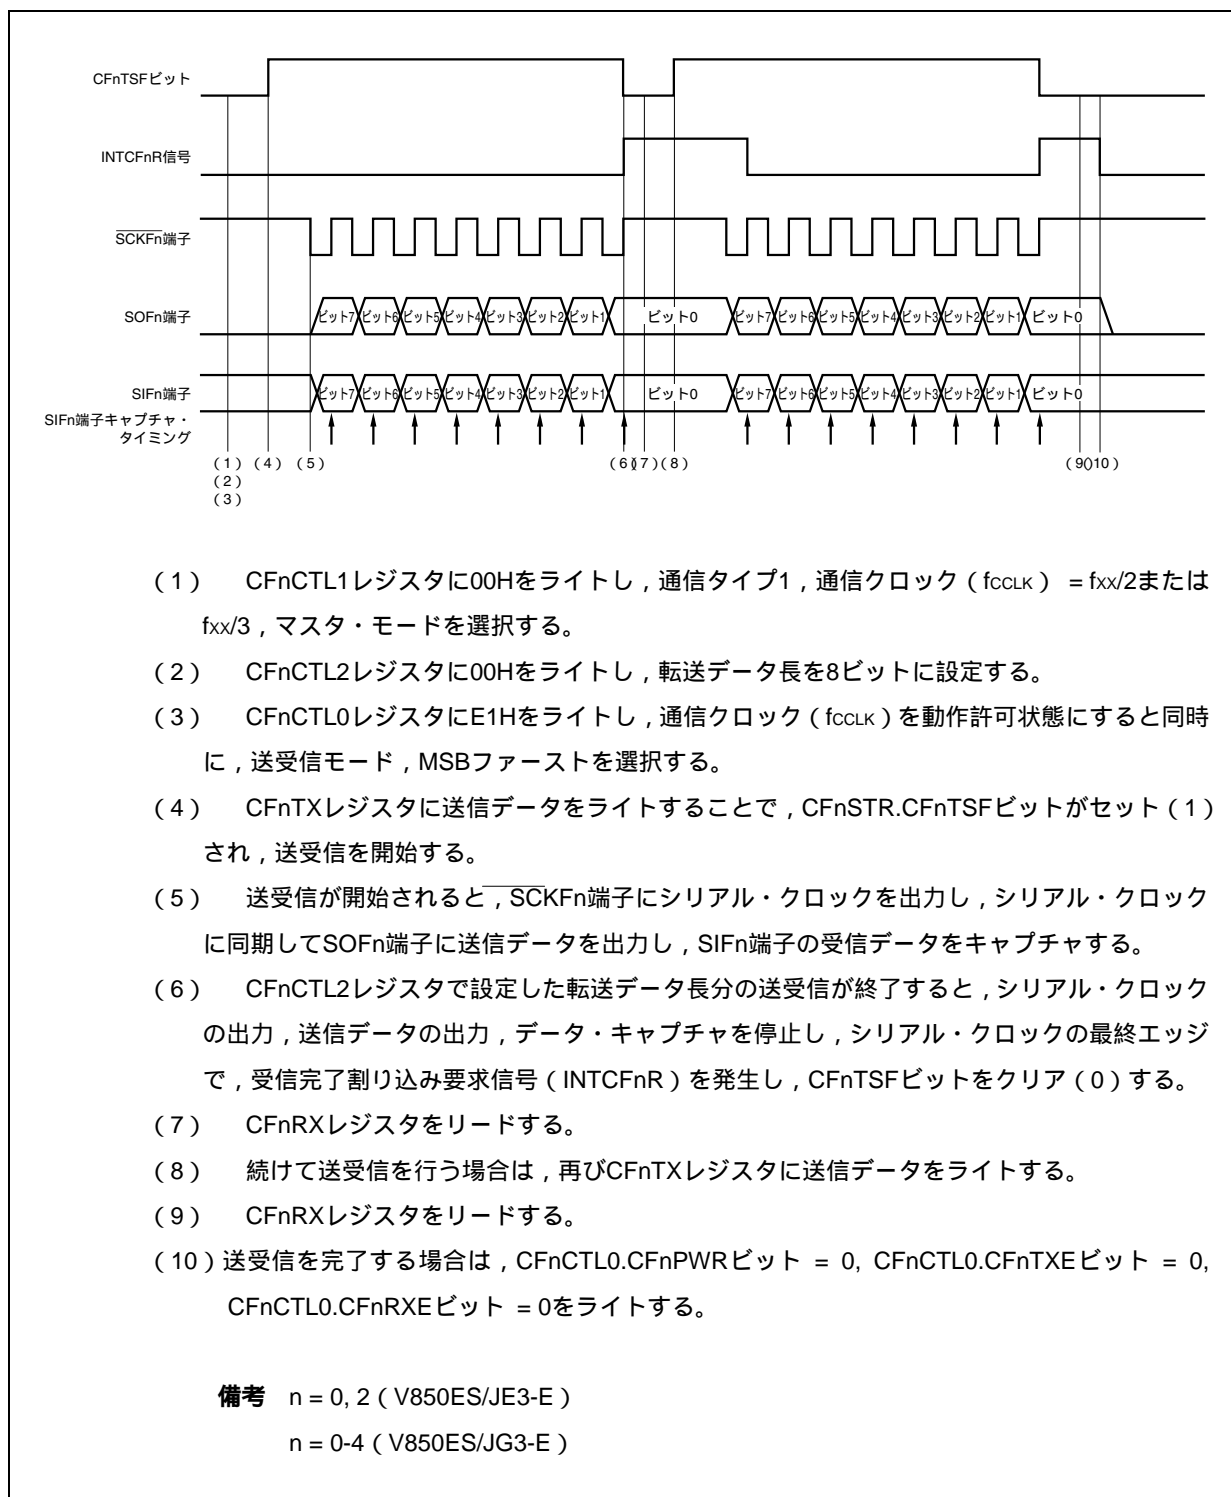 CFnTSFビット
INTCFnR信号
SCKFn端子
SOFn端子
ビット7 ビット6 ビット5 ビット4 ビット3 ビット2 ビット1 ビット0 ビット7 ビット6 ビット5 ビット4 ビット3 ビット2 ビット1 ビット0
SIFn端子
ビット7 ビット6 ビット5 ビット4 ビット3 ビット2 ビット1 ビット0 ビット7 ビット6 ビット5 ビット4 ビット3 ビット2 ビット1 ビット0
SIFn端子キャプチャ・
タイミング
(1) (4) (5) (6)(7)(8) (9)(10)
(2)
(3)
(1) CFnCTL1レジスタに00Hをライトし,通信タイプ1,通信クロック(fCCLK) = fXX/2または
fXX/3,マスタ・モードを選択する。
(2) CFnCTL2レジスタに00Hをライトし,転送データ長を8ビットに設定する。
(3) CFnCTL0レジスタにE1Hをライトし,通信クロック(fCCLK)を動作許可状態にすると同時
に,送受信モード,MSBファーストを選択する。
(4) CFnTXレジスタに送信データをライトすることで,CFnSTR.CFnTSFビットがセット(1)
され,送受信を開始する。
(5) 送受信が開始されると,SCKFn端子にシリアル・クロックを出力し,シリアル・クロック
に同期してSOFn端子に送信データを出力し,SIFn端子の受信データをキャプチャする。
(6) CFnCTL2レジスタで設定した転送データ長分の送受信が終了すると,シリアル・クロック
の出力,送信データの出力,データ・キャプチャを停止し,シリアル・クロックの最終エッジ
で,受信完了割り込み要求信号(INTCFnR)を発生し,CFnTSFビットをクリア(0)する。
(7) CFnRXレジスタをリードする。
(8) 続けて送受信を行う場合は,再びCFnTXレジスタに送信データをライトする。
(9) CFnRXレジスタをリードする。
(10)送受信を完了する場合は,CFnCTL0.CFnPWRビット = 0, CFnCTL0.CFnTXEビット = 0,
CFnCTL0.CFnRXEビット = 0をライトする。
備考 n = 0, 2(V850ES/JE3-E)
n = 0-4(V850ES/JG3-E)